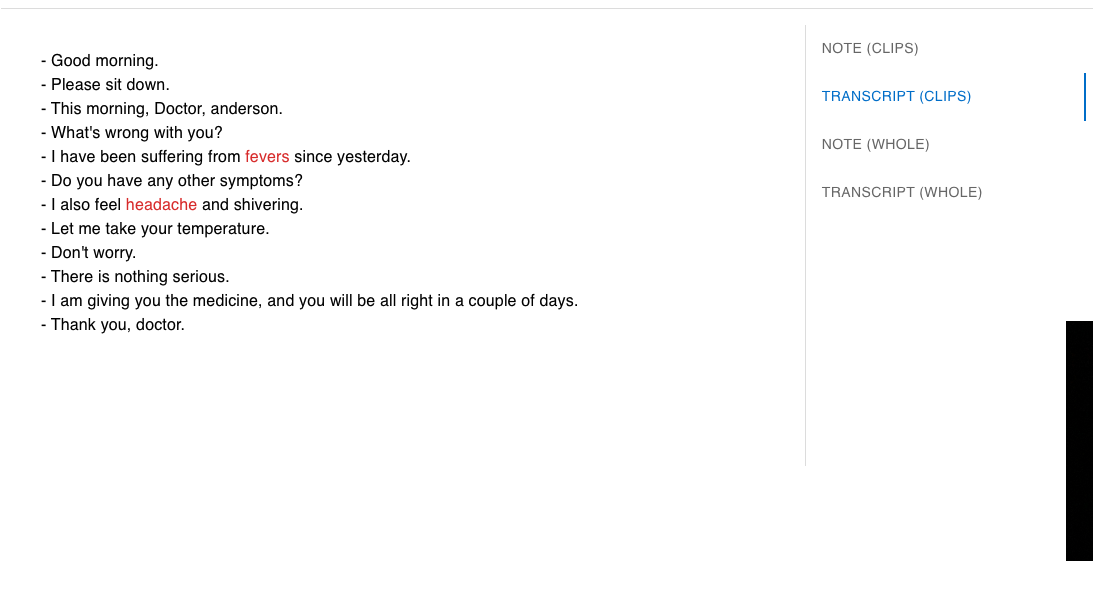 - Good morning.
- Please sit down.
- This morning, Doctor, anderson.
- What's wrong with you?
- I have been suffering from fevers since yesterday.
- Do you have any other symptoms?
- I also feel headache and shivering.
- Let me take your temperature.
- Don't worry.
- There is nothing serious.
- I am giving you the medicine, and you will be all right in a couple of days.
- Thank you, doctor.
NOTE (CLIPS)
TRANSCRIPT (CLIPS)
NOTE (WHOLE)
TRANSCRIPT (WHOLE)